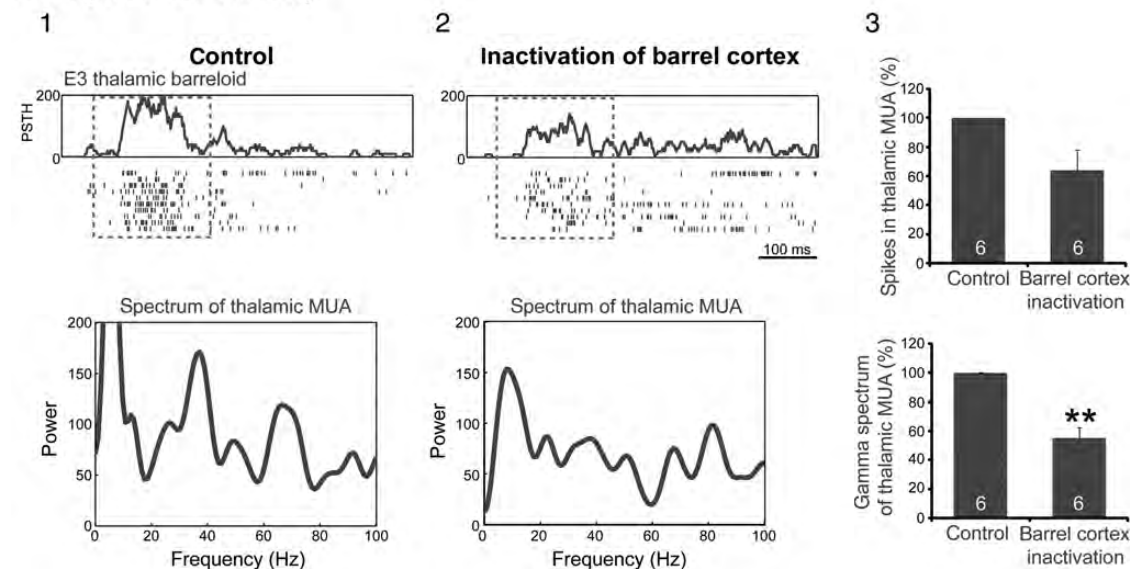 1
Control
E3 thalamic barreloid
200
PSTH
0
Spectrum of thalamic MUA
200
150
100
50
0
Power
0 20 40 60 80 100
Frequency (Hz)
2
Inactivation of barrel cortex
200
0
100 ms
Spectrum of thalamic MUA
200
150
100
50
0
Power
0 20 40 60 80 100
Frequency (Hz)
3
Spikes in thalamic MUA (%)
120
100
80
60
40
20
0
6
6
Control
Barrel cortex
inactivation
Gamma spectrum
of thalamic MUA (%)
120
100
80
60
40
20
0
**
6
6
Control
Barrel cortex
inactivation